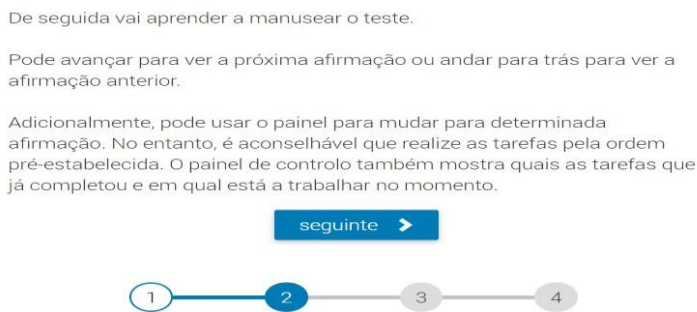 De seguida vai aprender a manusear o teste.
Pode avançar para ver a próxima afirmação ou andar para trás para ver a
afirmação anterior.
Adicionalmente, pode usar o painel para mudar para determinada
afirmação. No entanto, é aconselhável que realize as tarefas pela ordem
pré-estabelecida. O painel de controlo também mostra quais as tarefas que
já completou e em qual está a trabalhar no momento.
seguinte
1 2 3 4